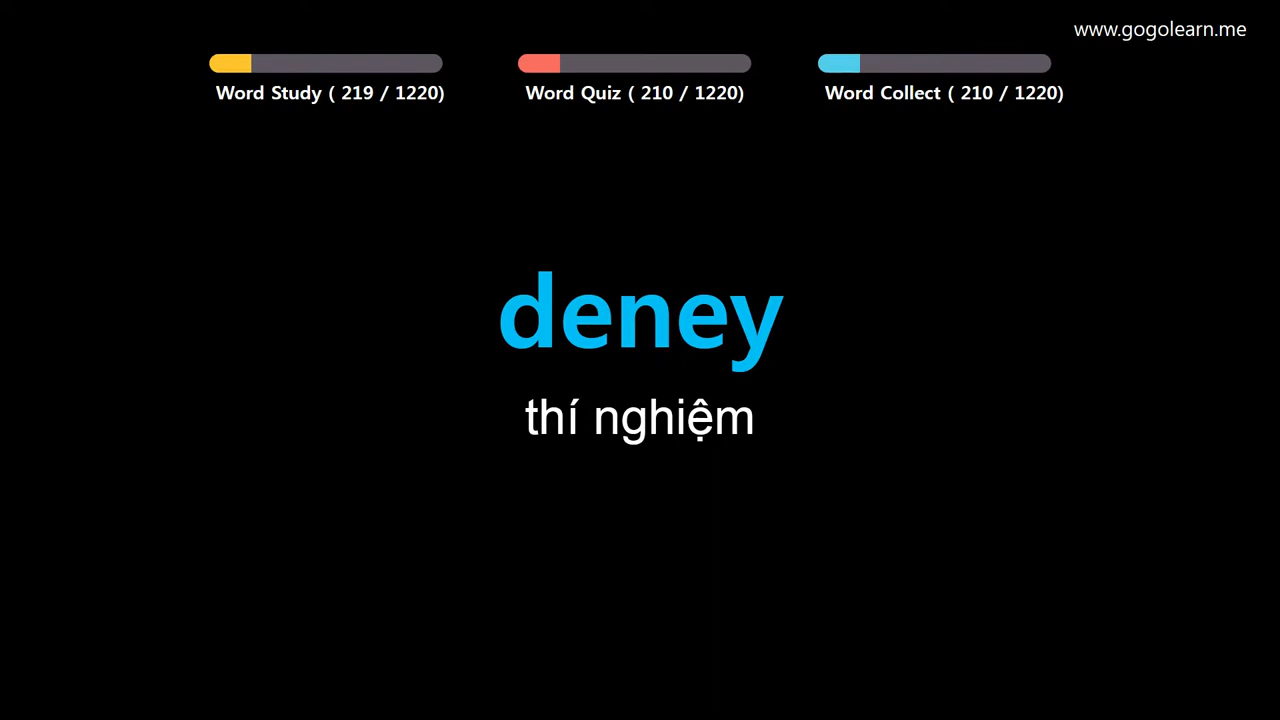 www.gogolearn.me
Word Study ( 219 / 1220)
Word Quiz ( 210 / 1220)
Word Collect ( 210 / 1220)
deney
thí nghiệm